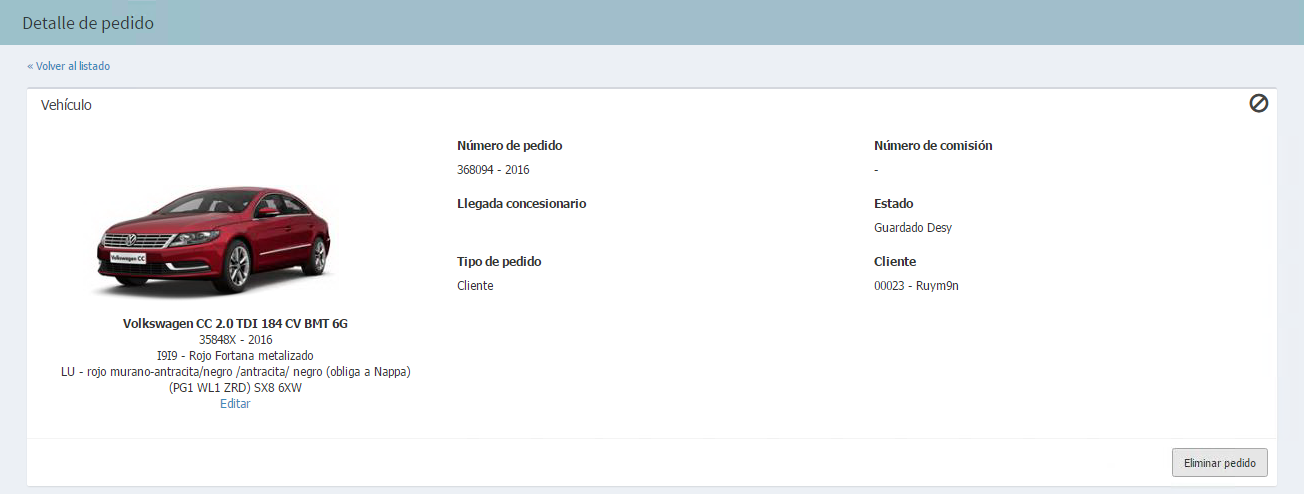 Detalle de pedido
« Volver al listado
Vehículo
Número de pedido
368094 - 2016
Número de comisión
-
Llegada concesionario
Estado
Guardado Desy
Tipo de pedido
Cliente
Cliente
00023 - Ruym9n
Volkswagen CC
Volkswagen CC 2.0 TDI 184 CV BMT 6G
35848X - 2016
I9I9 - Rojo Fortana metalizado
LU - rojo murano-antracita/negro /antracita/ negro (obliga a Nappa)
(PG1 WL1 ZRD) SX8 6XW
Editar
Eliminar pedido